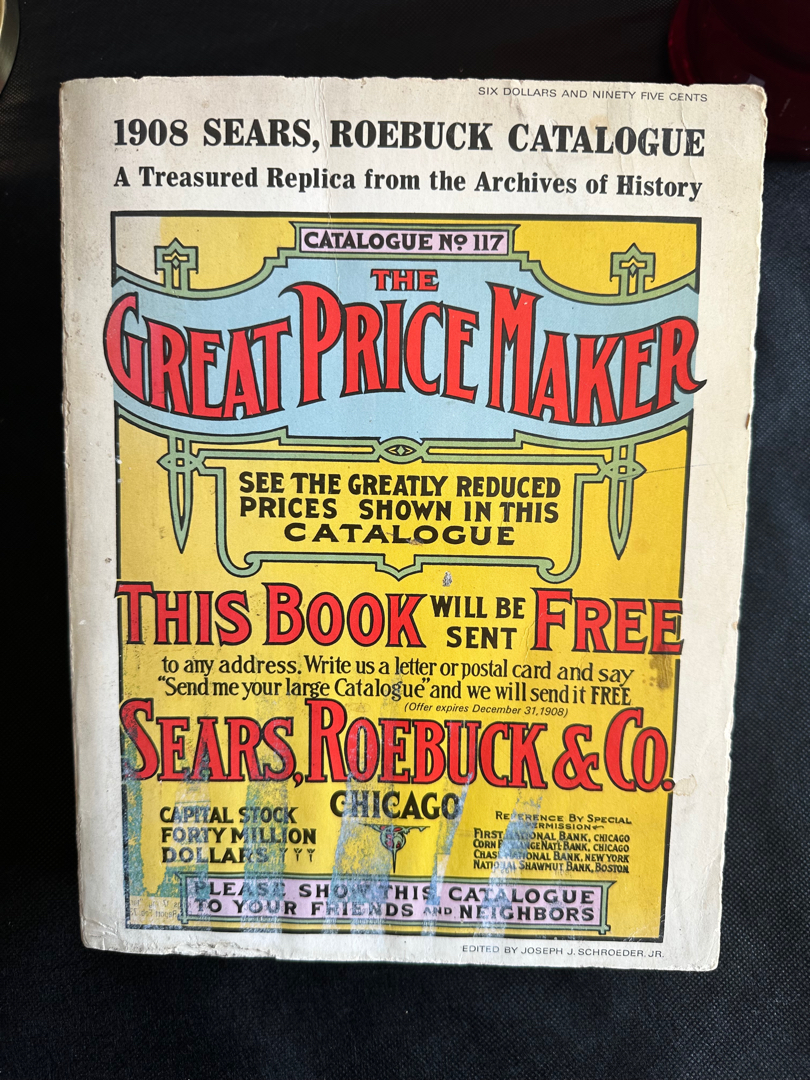 SIX DOLLARS AND NINETY FIVE CENTS
1908 SEARS, ROEBUCK CATALOGUE
A Treasured Replica from the Archives of History
CATALOGUE No 117
THE
GREAT PRICE MAKER
SEE THE GREATLY REDUCED
PRICES SHOWN IN THIS
CATALOGUE
THIS BOOK WILL BE SENT FREE
to any address. Write us a letter or postal card and say
"Send me your large Catalogue" and we will send it FREE
(Offer expires December 31, 1908)
SEARS, ROEBUCK & CO.
CHICAGO
CAPITAL STOCK
FORTY MILLION
DOLLARS
REFERENCE BY SPECIAL
PERMISSION
FIRST NATIONAL BANK, CHICAGO
CORN EXCHANGE NAT'L BANK, CHICAGO
CHASE NATIONAL BANK, NEW YORK
NATIONAL SHAWMUT BANK, BOSTON
PLEASE SHOW THIS CATALOGUE
TO YOUR FRIENDS AND NEIGHBORS
EDITED BY JOSEPH J. SCHROEDER, JR.